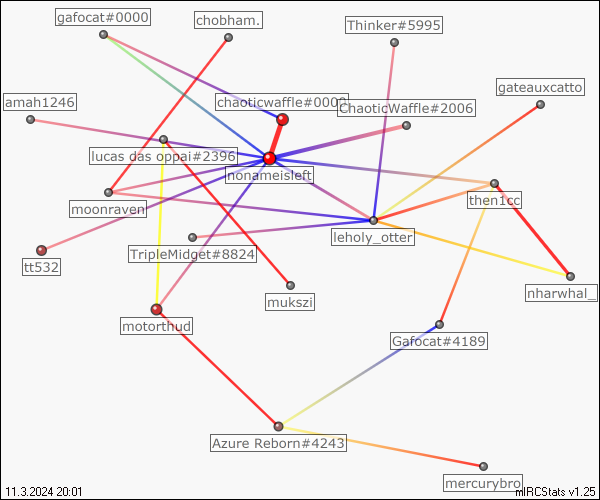 gafocat#0000
chobham.
Thinker#5995
gateauxcatto
amah1246
chaoticwaffle#0000
ChaoticWaffle#2006
lucas das oppai#2396
nonameisleft
then1cc
moonraven
leholy_otter
TripleMidget#8824
tt532
mukszi
nharwhal_
motorthud
Gafocat#4189
Azure Reborn#4243
mercurybro
11.3.2024 20:01
mIRCStats v1.25